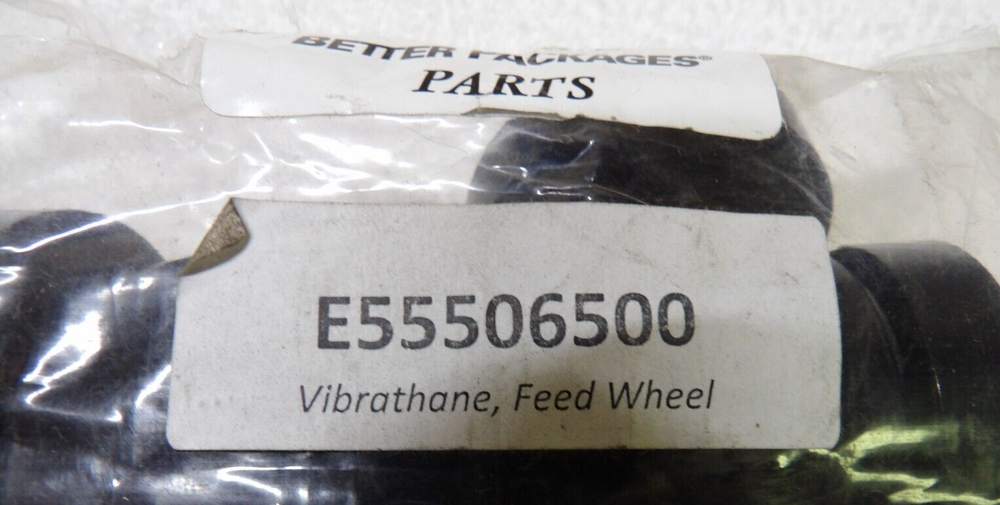 BETTER PACKAGES®
PARTS
E55506500
Vibrathane, Feed Wheel